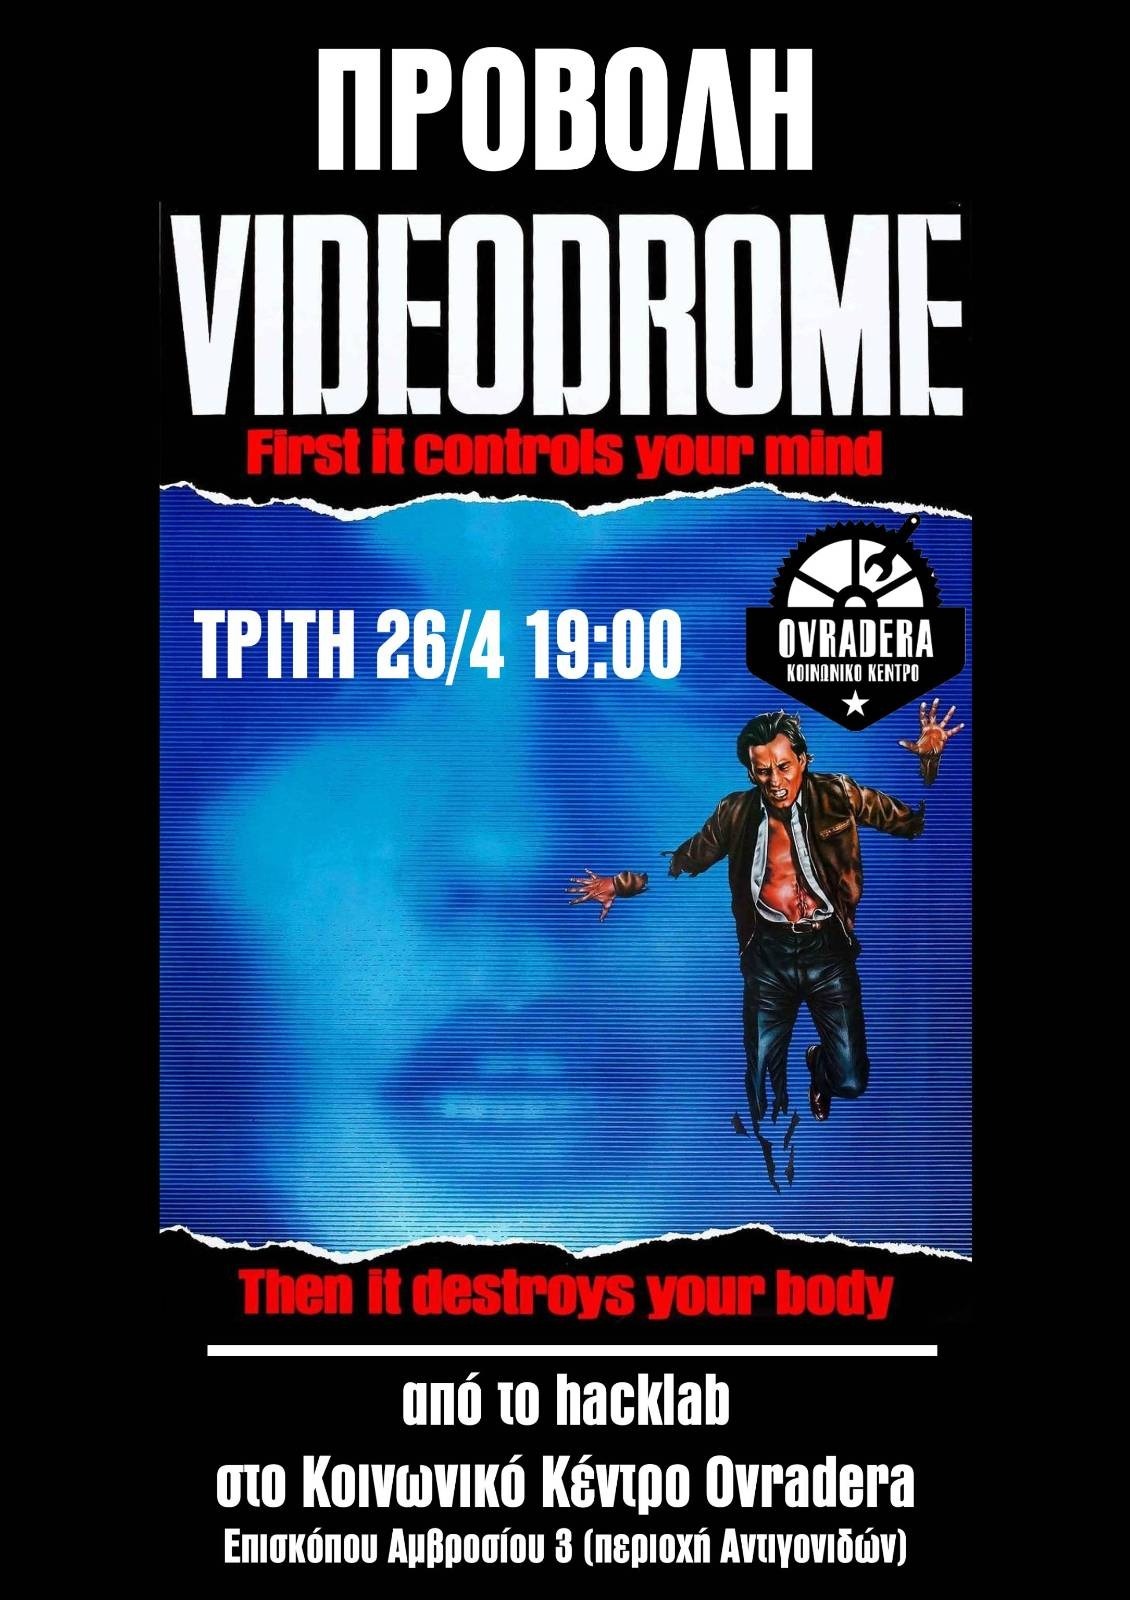 ΠΡΟΒΟΛΗ
VIDEODROME
First it controls your mind
ΤΡΙΤΗ 26/4 19:00
OVRADERA
ΚΟΙΝΩΝΙΚΟ ΚΕΝΤΡΟ
Then it destroys your body
από το hacklab
στο Κοινωνικό Κέντρο Ovradera
Επισκόπου Αμβροσίου 3 (περιοχή Αντιγονιδών)